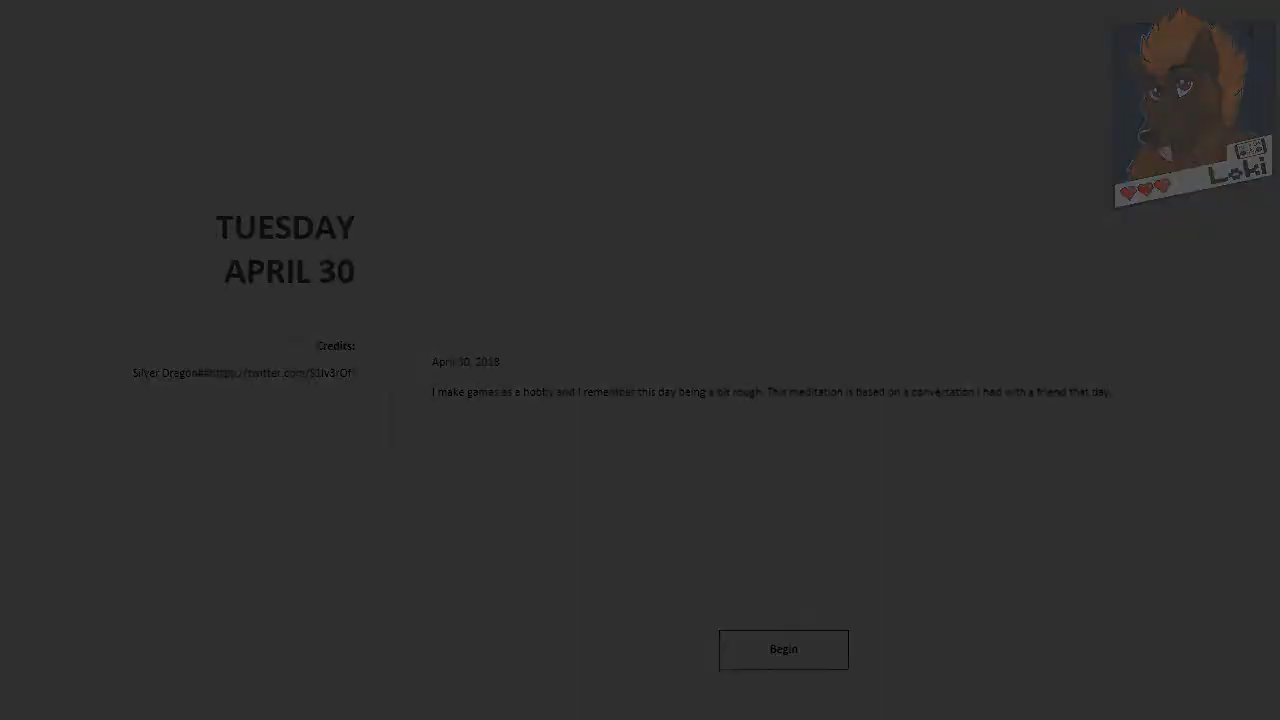 TUESDAY
APRIL 30
Credits:
Silver Dragon##https://twitter.com/S1lv3rOf
April 30, 2018
I make games as a hobby and I remember this day being a bit rough. This meditation is based on a conversation I had with a friend that day.
Begin
Loki